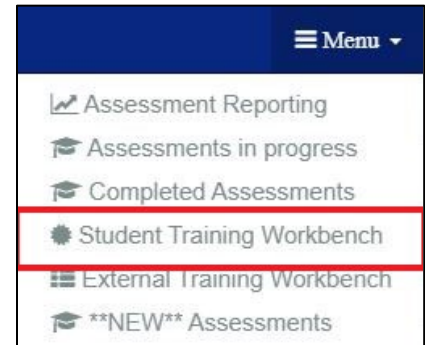 Menu
Assessment Reporting
Assessments in progress
Completed Assessments
Student Training Workbench
External Training Workbench
**NEW** Assessments